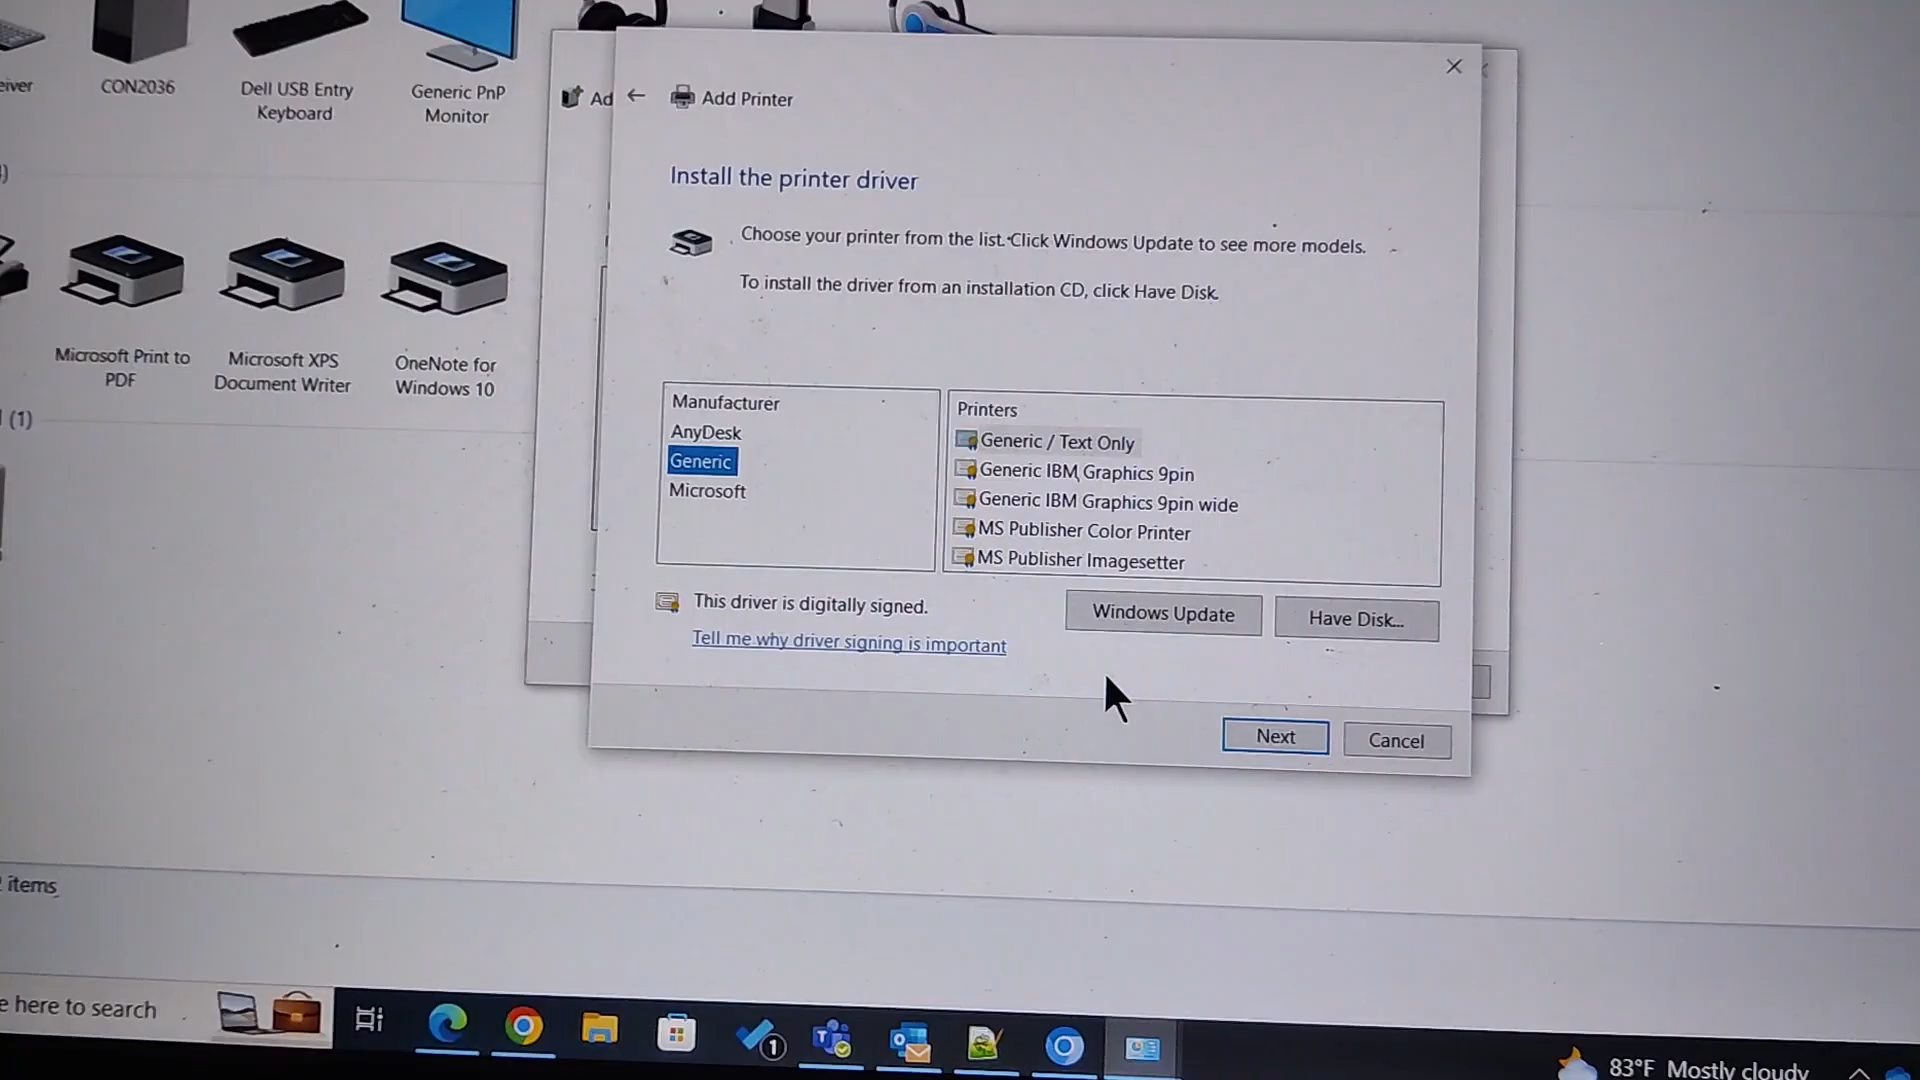 eiver
CON2036
Dell USB Entry
Keyboard
Generic PnP
Monitor
Microsoft Print to
PDF
Microsoft XPS
Document Writer
OneNote for
Windows 10
(1)
items
Ad
Add Printer
Install the printer driver
Choose your printer from the list. Click Windows Update to see more models.
To install the driver from an installation CD, click Have Disk.
Manufacturer
AnyDesk
Generic
Microsoft
Printers
Generic / Text Only
Generic IBM Graphics 9pin
Generic IBM Graphics 9pin wide
MS Publisher Color Printer
MS Publisher Imagesetter
This driver is digitally signed.
Tell me why driver signing is important
Windows Update
Have Disk...
Next
Cancel
e here to search
1
83°F Mostly cloudy